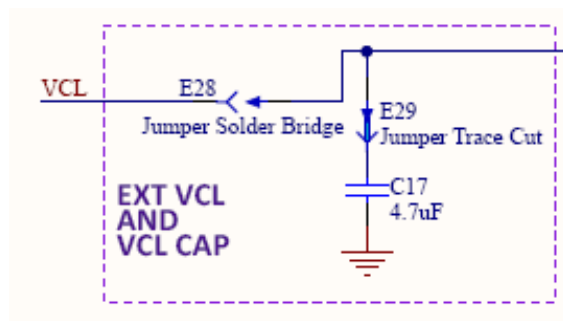 VCL
E28
Jumper Solder Bridge
E29
Jumper Trace Cut
C17
4.7uF
EXT VCL
AND
VCL CAP